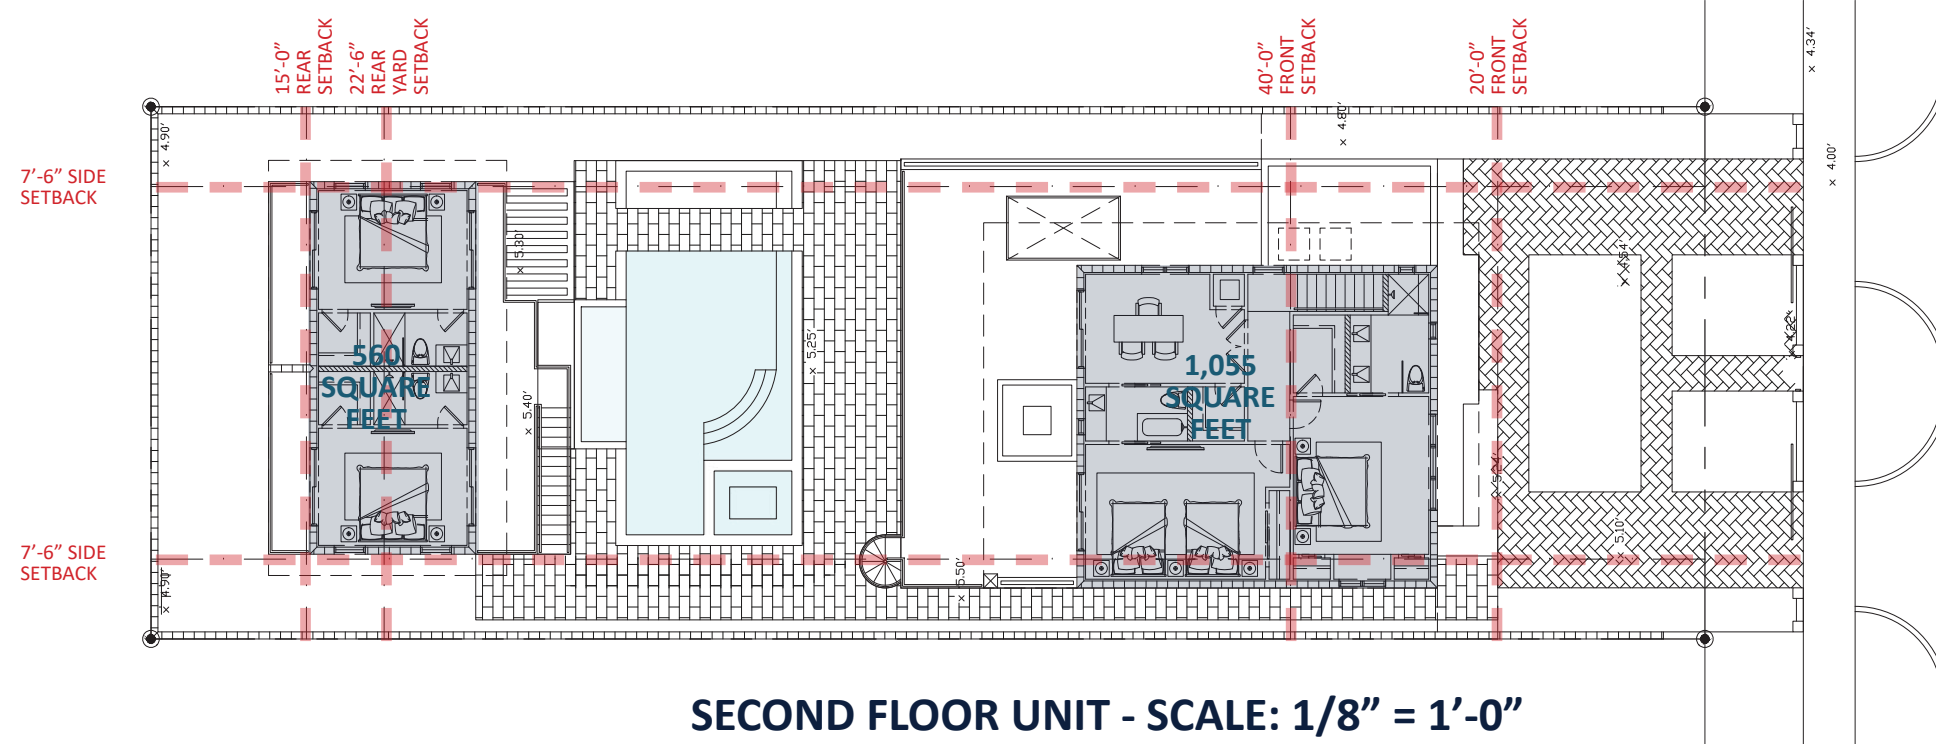 15’-0”
REAR
SETBACK
22’-6”
REAR
YARD
SETBACK
40’-0”
FRONT
SETBACK
20’-0”
FRONT
SETBACK
× 4.34’
× 4.90’
× 4.80’
× 4.00’
7’-6” SIDE
SETBACK
× 5.30’
× 5.25’
560
SQUARE
FEET
1,055
SQUARE
FEET
× 5.40’
× 5.24’
× 5.10’
7’-6” SIDE
SETBACK
× 4.90’
× 5.50’
SECOND FLOOR UNIT - SCALE: 1/8” = 1’-0”